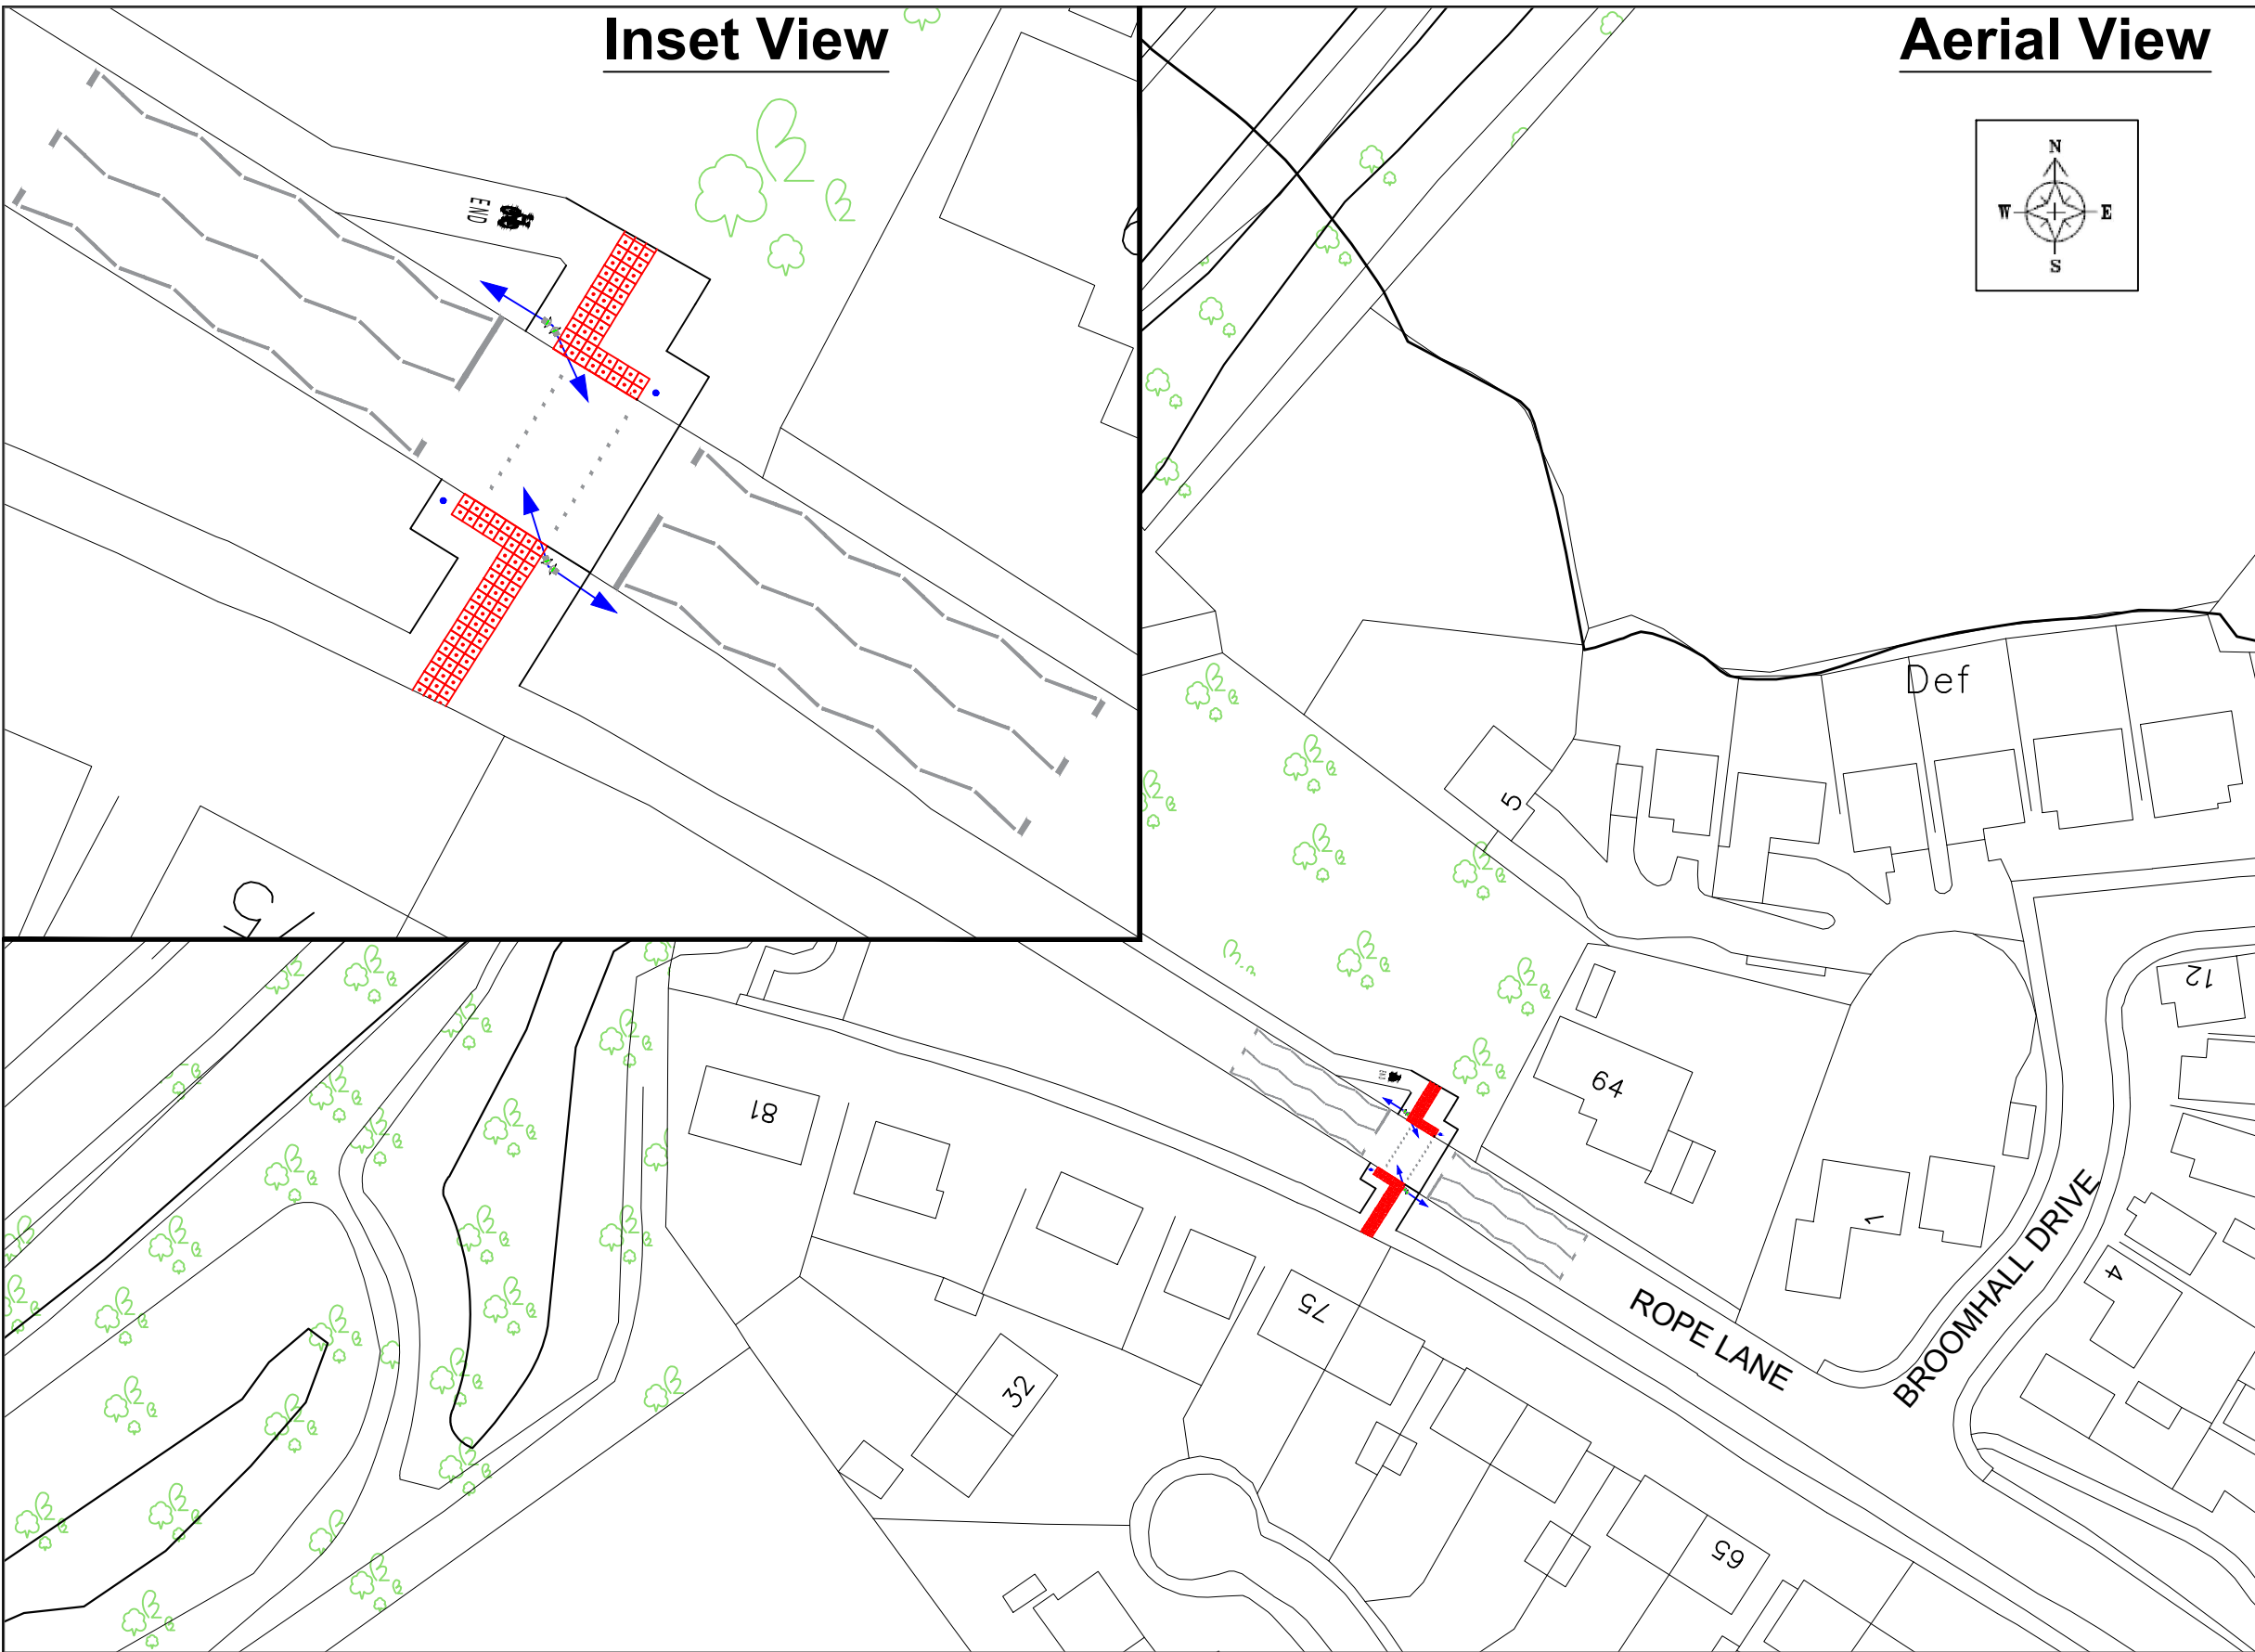 Inset View
Aerial View
N
W E
S
END
Def
5
12
64
81
END
1
BROOMHALL DRIVE
4
75
ROPE LANE
32
65